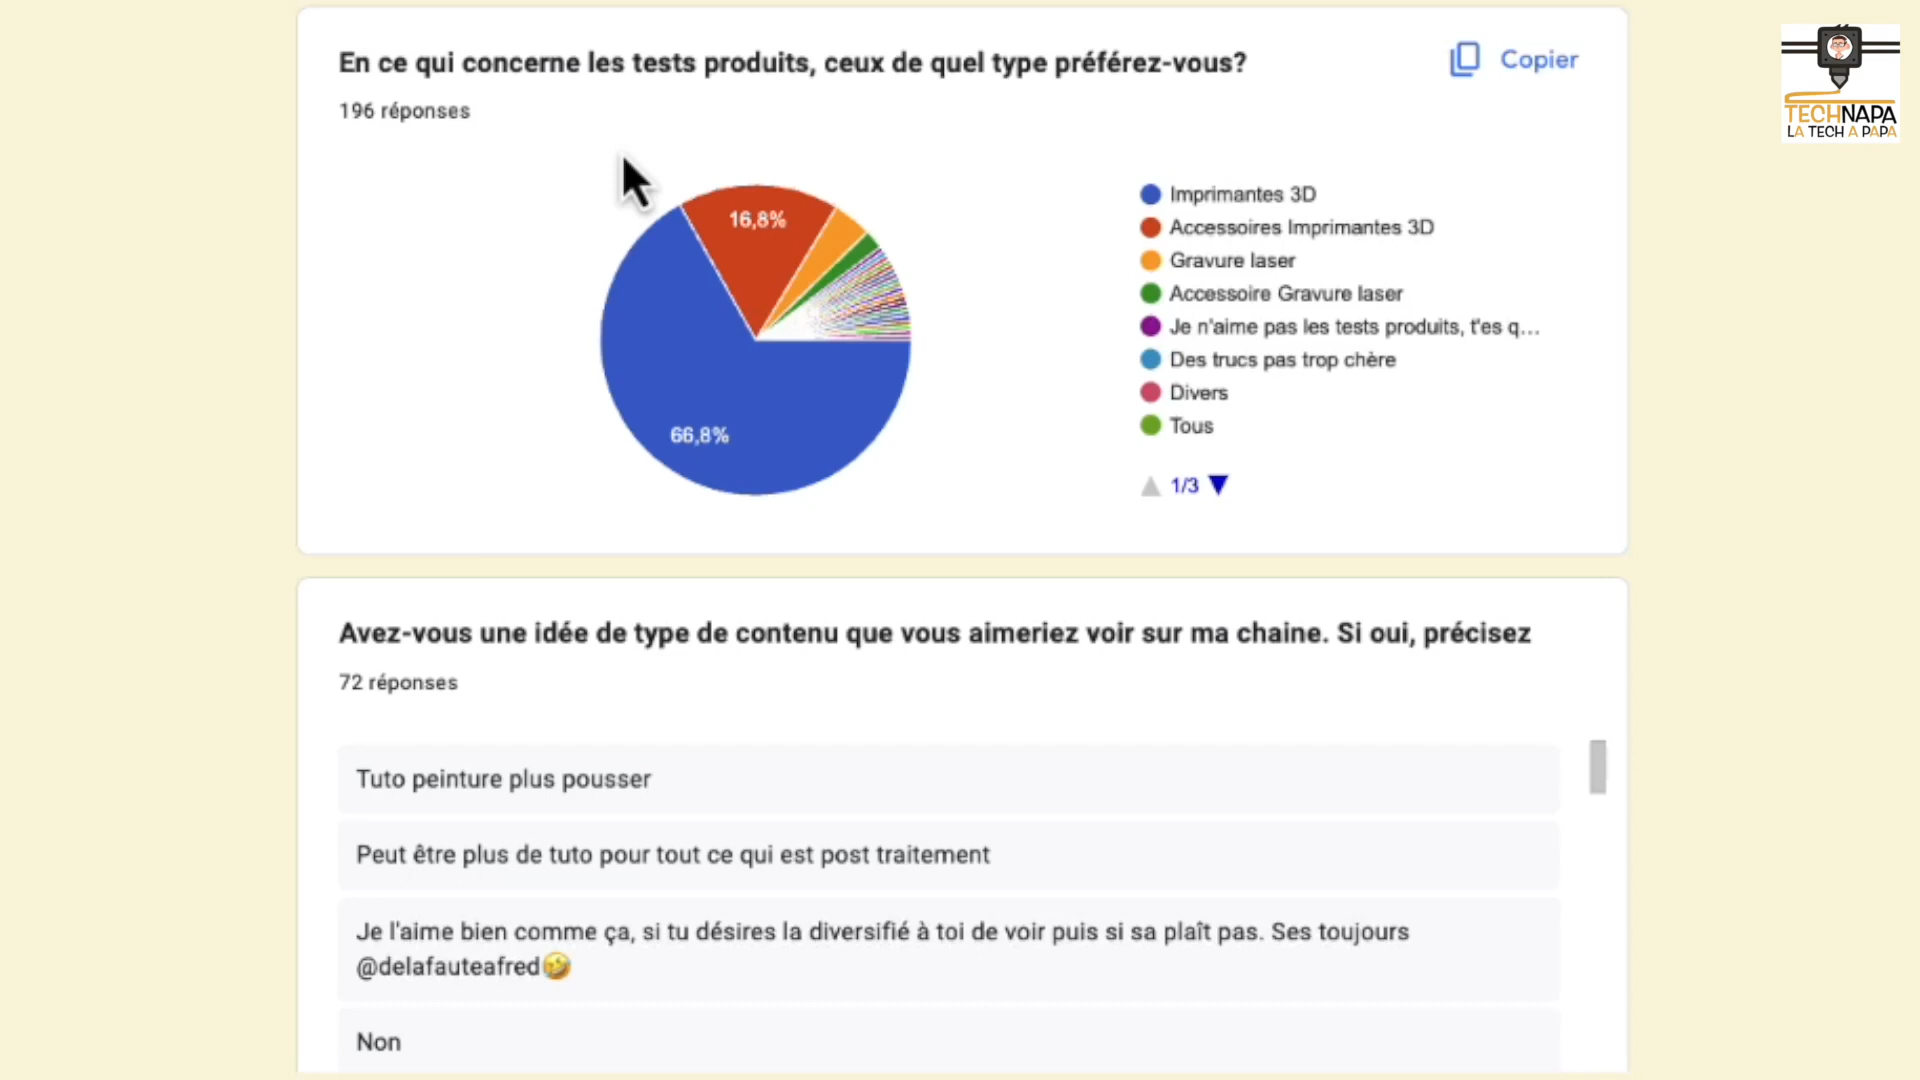 En ce qui concerne les tests produits, ceux de quel type préférez-vous?
Copier
196 réponses
TECHNAPA
LA TECH A PAPA
16,8%
66,8%
Imprimantes 3D
Accessoires Imprimantes 3D
Gravure laser
Accessoire Gravure laser
Je n'aime pas les tests produits, t'es q...
Des trucs pas trop chère
Divers
Tous
1/3
Avez-vous une idée de type de contenu que vous aimeriez voir sur ma chaine. Si oui, précisez
72 réponses
Tuto peinture plus pousser
Peut être plus de tuto pour tout ce qui est post traitement
Je l'aime bien comme ça, si tu désires la diversifié à toi de voir puis si sa plaît pas. Ses toujours
@delafauteafred🤣
Non